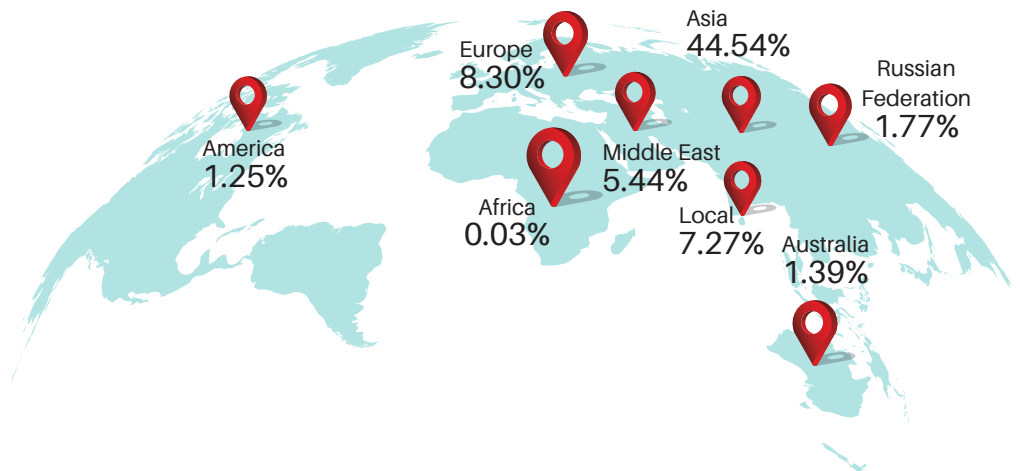 Asia
44.54%
Europe
8.30%
Russian
Federation
1.77%
America
1.25%
Middle East
5.44%
Africa
0.03%
Local
7.27%
Australia
1.39%